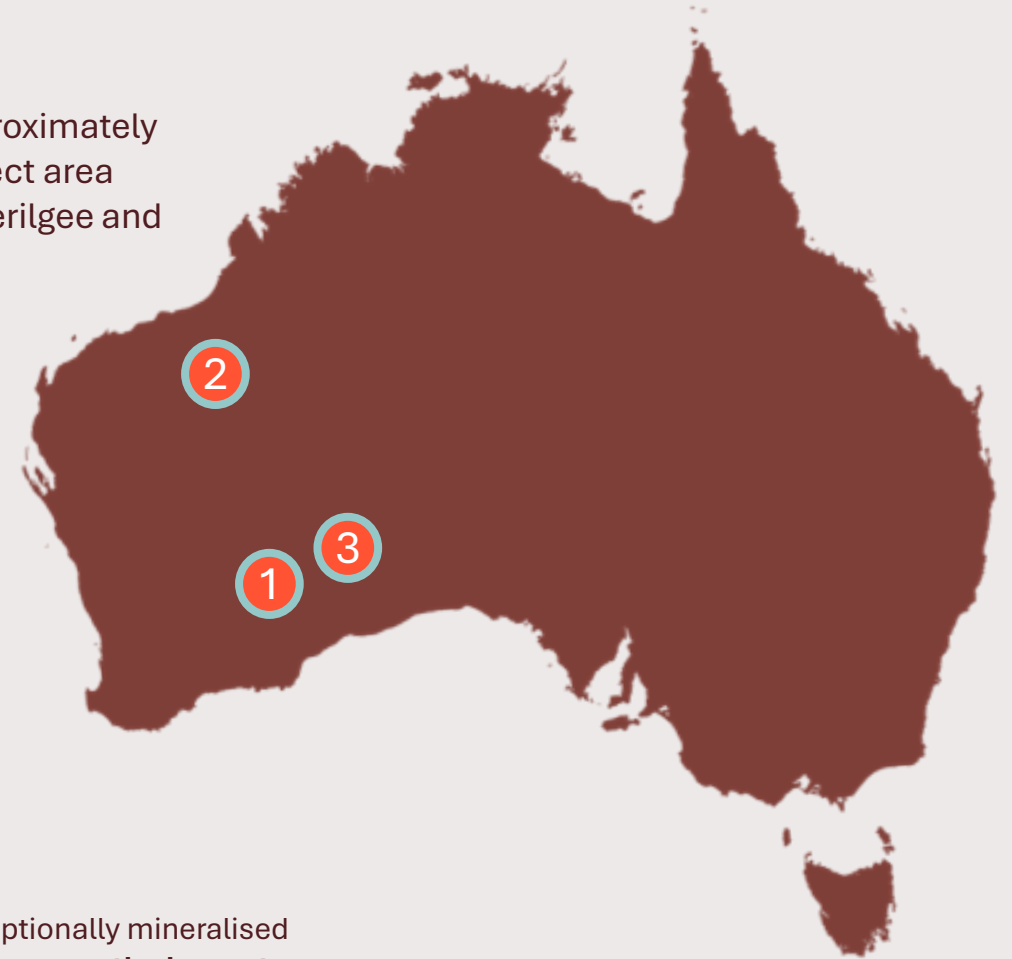 roximately
ect area
erilgee and
2
3
1
ptionally mineralised